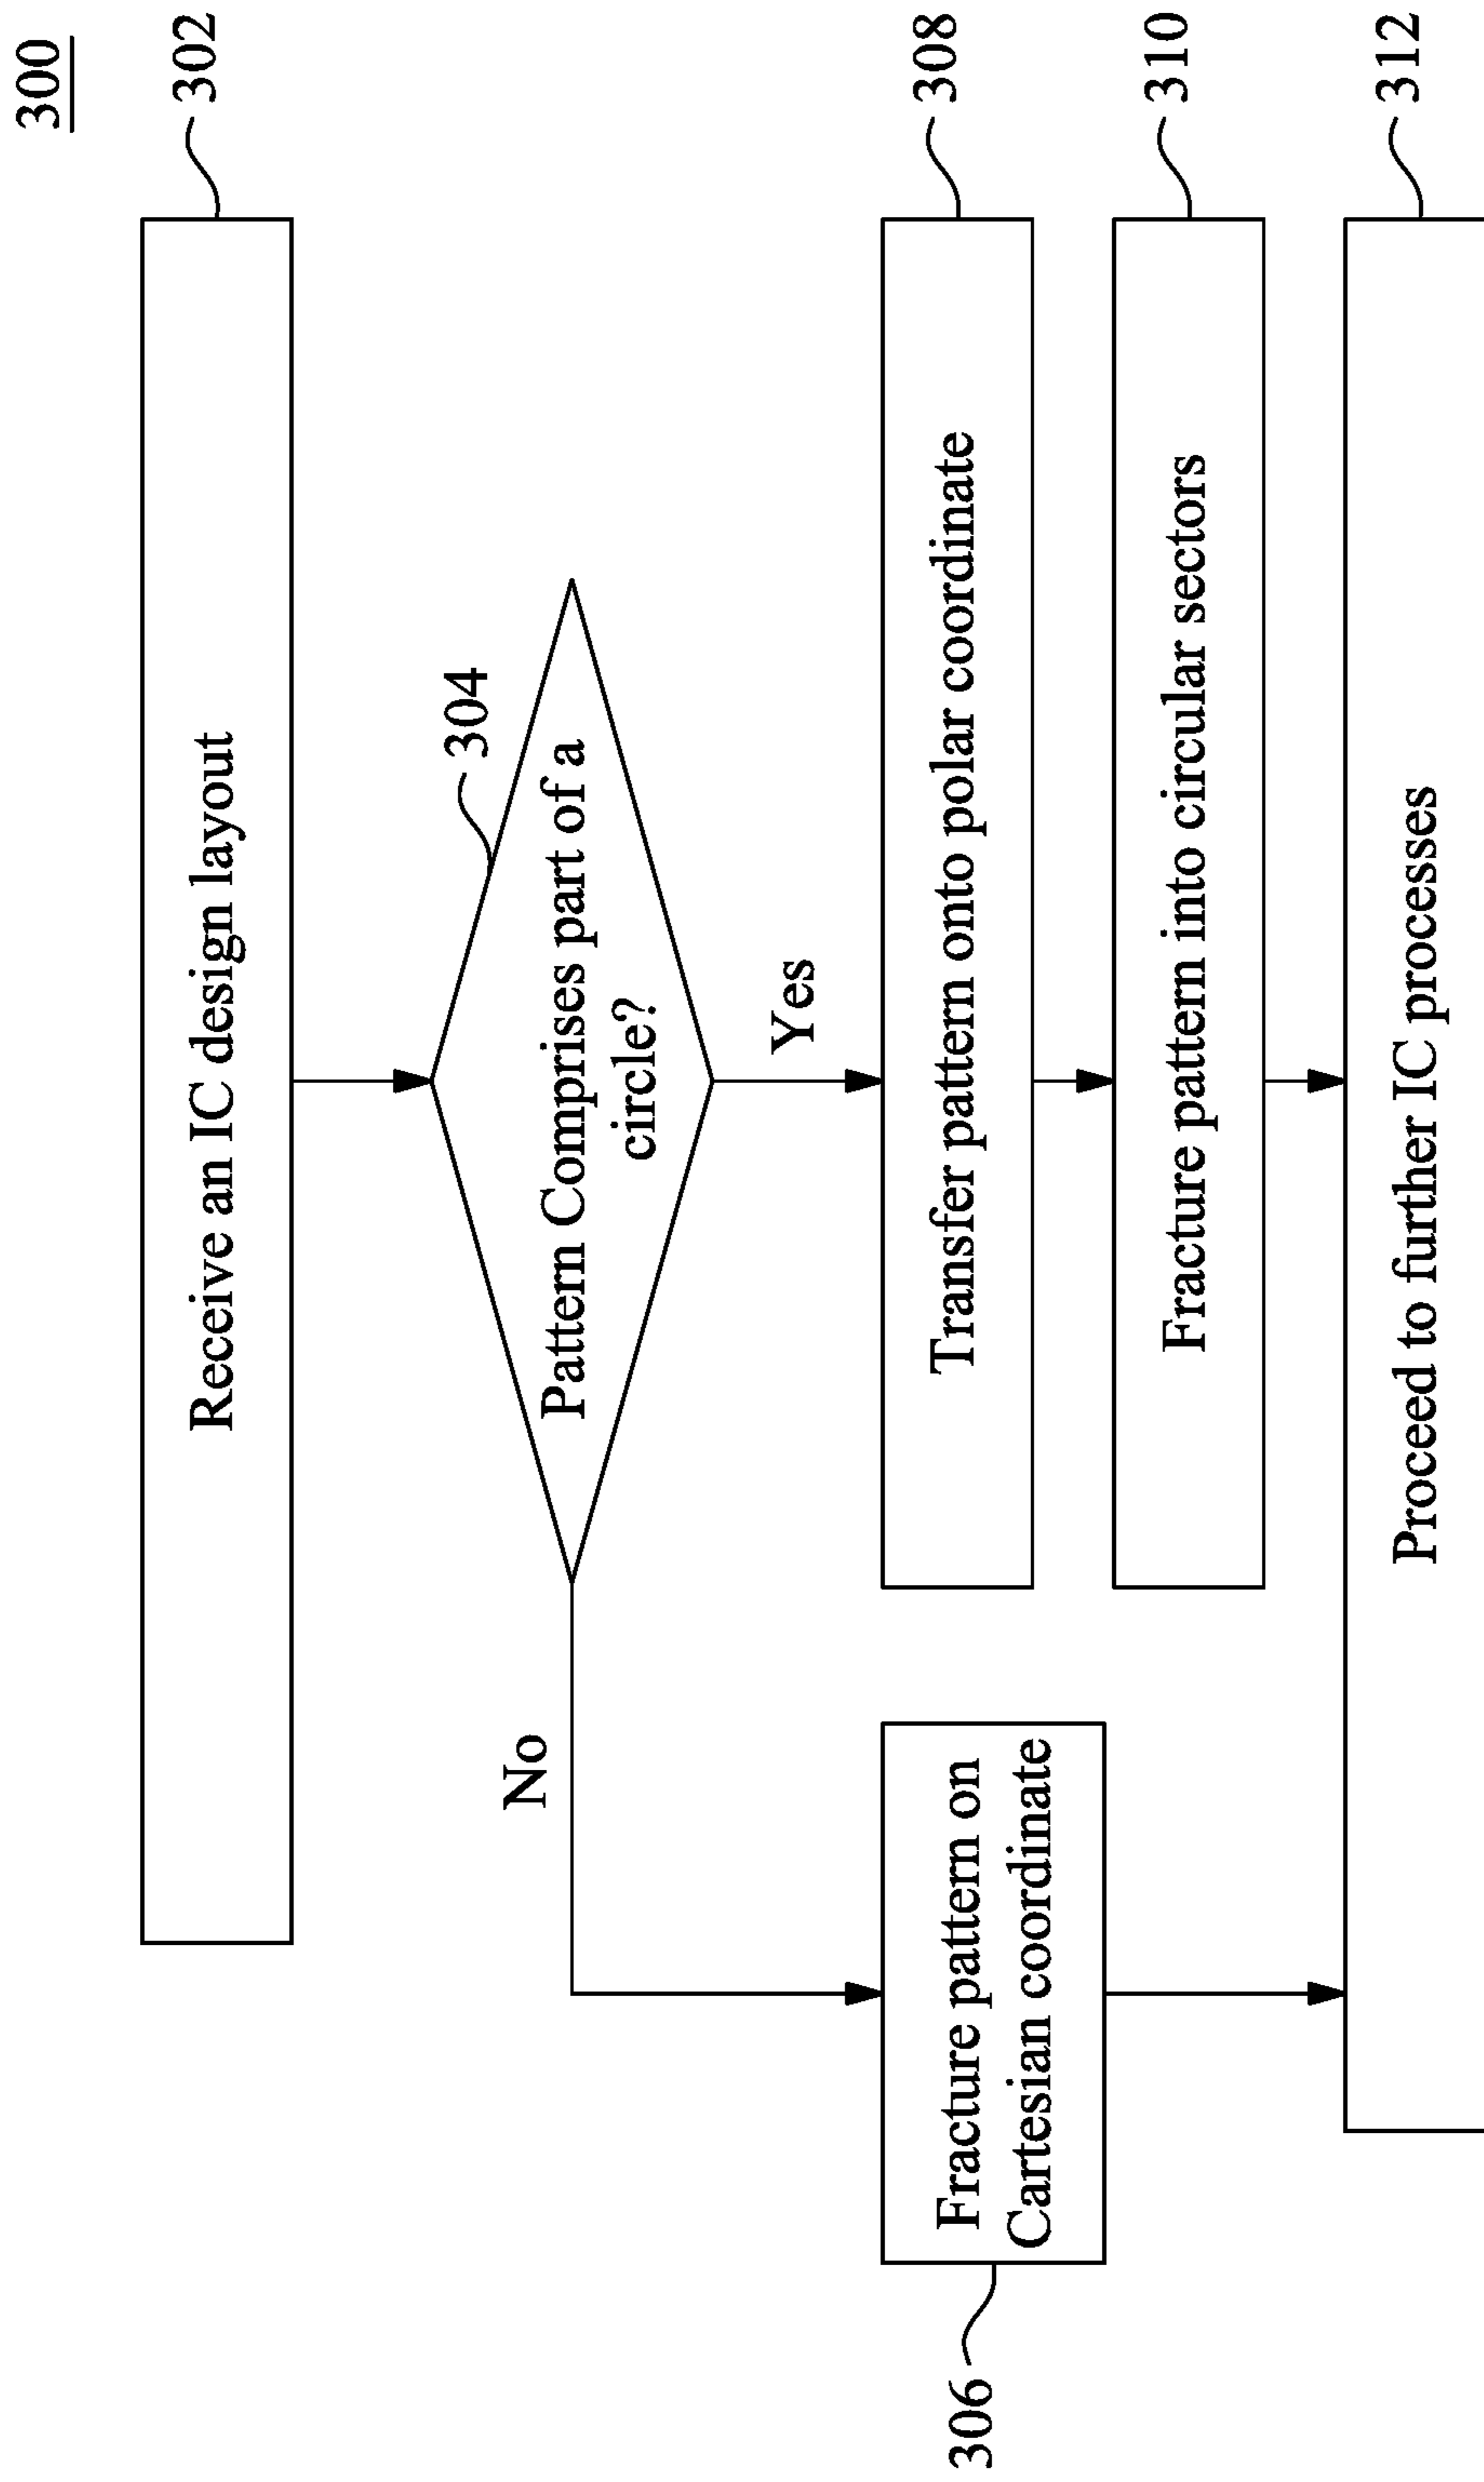 300
Receive an IC design layout
302
304
Pattern Comprises part of a
circle?
No
Yes
Fracture pattern on
Cartesian coordinate
306
Transfer pattern onto polar coordinate
308
Fracture pattern into circular sectors
310
Proceed to further IC processes
312